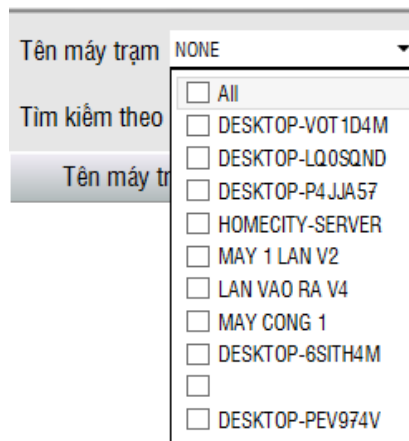 Tên máy trạm NONE
All
Tìm kiếm theo
DESKTOP-VOT1D4M
DESKTOP-LQ0SQND
Tên máy tr
DESKTOP-P4JJA57
HOMECITY-SERVER
MAY 1 LAN V2
LAN VAO RA V4
MAY CONG 1
DESKTOP-6SITH4M
DESKTOP-PEV974V